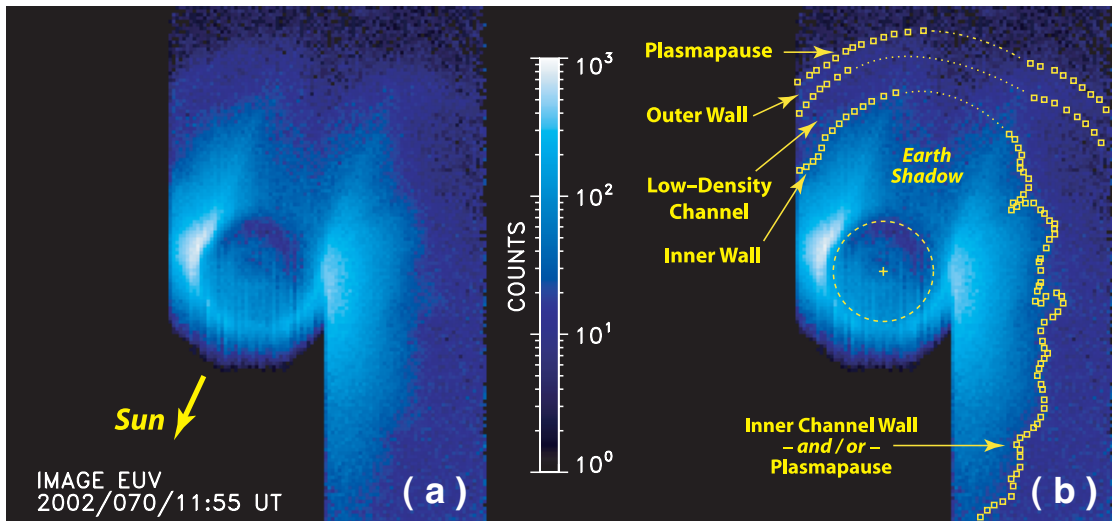 Sun
IMAGE EUV
2002/070/11:55 UT
(a)
COUNTS
10³
10²
10¹
10⁰
Plasmapause
Outer Wall
Low–Density
Channel
Inner Wall
Earth
Shadow
Inner Channel Wall
– and / or –
Plasmapause
(b)